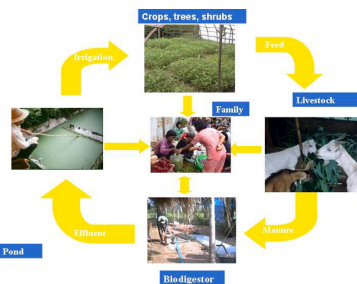 Crops, trees, shrubs
Irrigation
Feed
Family
Livestock
Effluent
Manure
Pond
Biodigestor